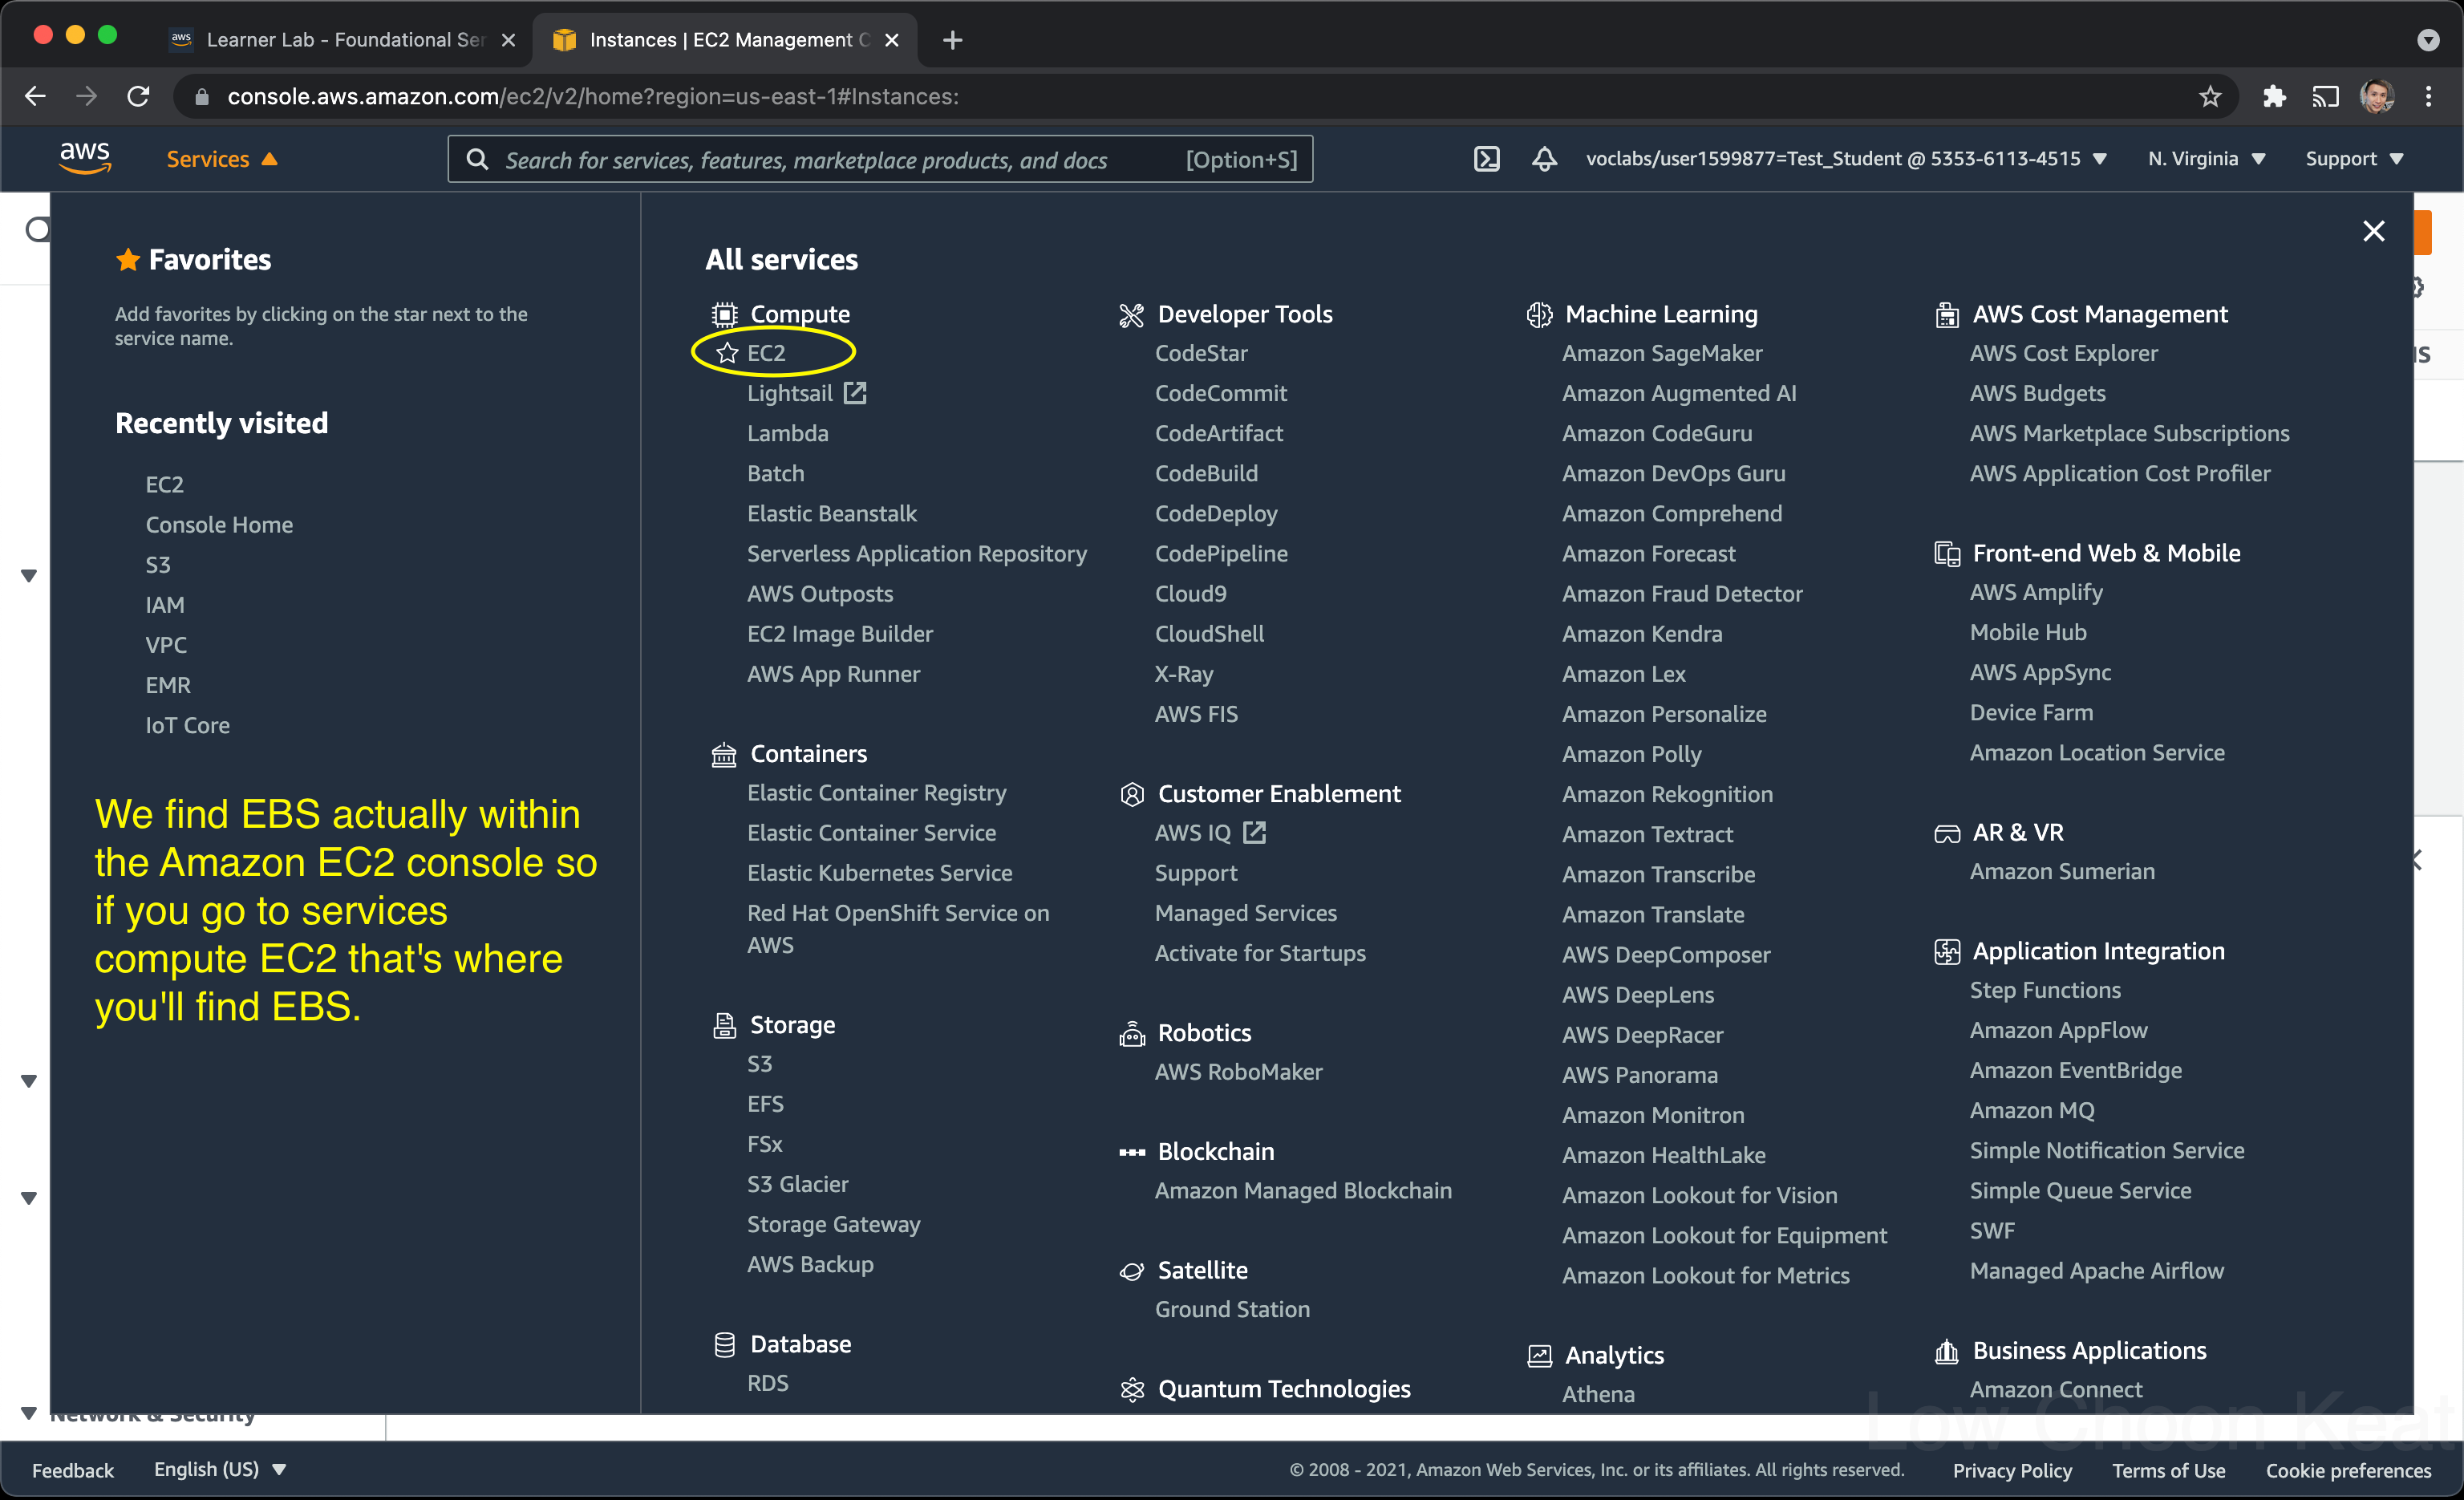 aws
Learner Lab - Foundational Ser
Instances | EC2 Management C
console.aws.amazon.com/ec2/v2/home?region=us-east-1#Instances:
aws
Services
Search for services, features, marketplace products, and docs
[Option+S]
voclabs/user1599877=Test_Student @ 5353-6113-4515
N. Virginia
Support
Favorites
Add favorites by clicking on the star next to the
service name.
Recently visited
EC2
Console Home
S3
IAM
VPC
EMR
IoT Core
We find EBS actually within
the Amazon EC2 console so
if you go to services
compute EC2 that's where
you'll find EBS.
All services
Compute
EC2
Lightsail
Lambda
Batch
Elastic Beanstalk
Serverless Application Repository
AWS Outposts
EC2 Image Builder
AWS App Runner
Containers
Elastic Container Registry
Elastic Container Service
Elastic Kubernetes Service
Red Hat OpenShift Service on
AWS
Storage
S3
EFS
FSx
S3 Glacier
Storage Gateway
AWS Backup
Database
RDS
Developer Tools
CodeStar
CodeCommit
CodeArtifact
CodeBuild
CodeDeploy
CodePipeline
Cloud9
CloudShell
X-Ray
AWS FIS
Customer Enablement
AWS IQ
Support
Managed Services
Activate for Startups
Robotics
AWS RoboMaker
Blockchain
Amazon Managed Blockchain
Satellite
Ground Station
Quantum Technologies
Machine Learning
Amazon SageMaker
Amazon Augmented AI
Amazon CodeGuru
Amazon DevOps Guru
Amazon Comprehend
Amazon Forecast
Amazon Fraud Detector
Amazon Kendra
Amazon Lex
Amazon Personalize
Amazon Polly
Amazon Rekognition
Amazon Textract
Amazon Transcribe
Amazon Translate
AWS DeepComposer
AWS DeepLens
AWS DeepRacer
AWS Panorama
Amazon Monitron
Amazon HealthLake
Amazon Lookout for Vision
Amazon Lookout for Equipment
Amazon Lookout for Metrics
Analytics
Athena
AWS Cost Management
AWS Cost Explorer
AWS Budgets
AWS Marketplace Subscriptions
AWS Application Cost Profiler
Front-end Web & Mobile
AWS Amplify
Mobile Hub
AWS AppSync
Device Farm
Amazon Location Service
AR & VR
Amazon Sumerian
Application Integration
Step Functions
Amazon AppFlow
Amazon EventBridge
Amazon MQ
Simple Notification Service
Simple Queue Service
SWF
Managed Apache Airflow
Business Applications
Amazon Connect
Network & Security
Low Choon Keat
Feedback
English (US)
© 2008 - 2021, Amazon Web Services, Inc. or its affiliates. All rights reserved.
Privacy Policy
Terms of Use
Cookie preferences